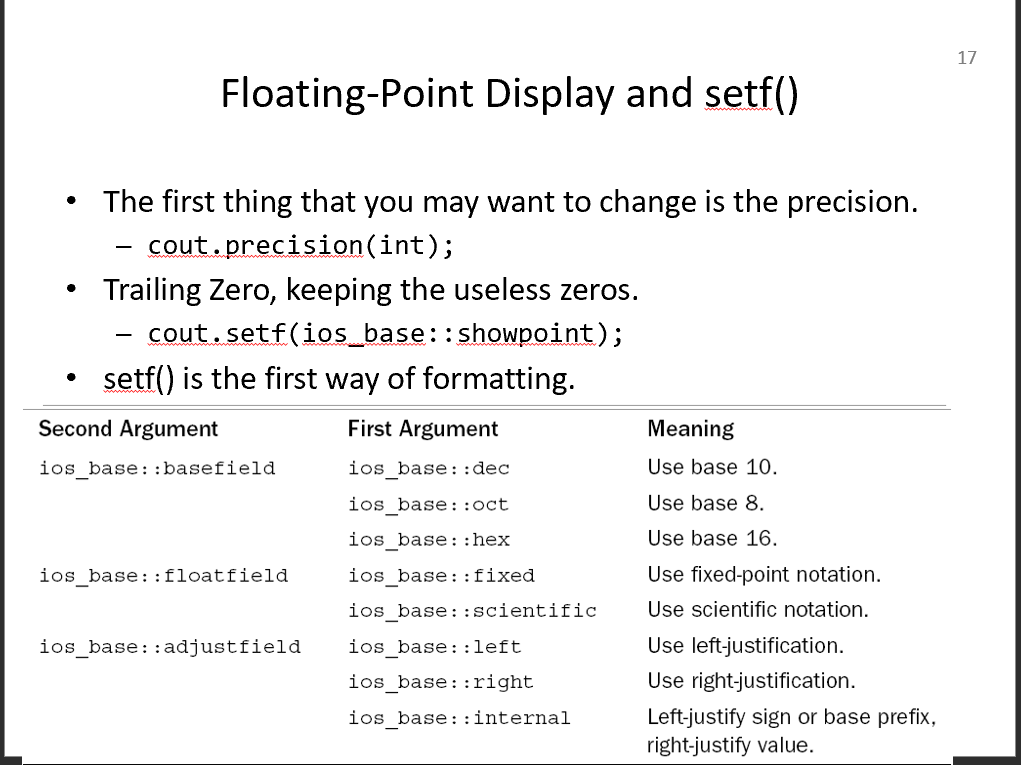 17
Floating-Point Display and setf()
• The first thing that you may want to change is the precision.
– cout.precision(int);
• Trailing Zero, keeping the useless zeros.
– cout.setf(ios_base::showpoint);
• setf() is the first way of formatting.
Second Argument First Argument Meaning
ios_base::basefield ios_base::dec Use base 10.
ios_base::oct Use base 8.
ios_base::hex Use base 16.
ios_base::floatfield ios_base::fixed Use fixed-point notation.
ios_base::scientific Use scientific notation.
ios_base::adjustfield ios_base::left Use left-justification.
ios_base::right Use right-justification.
ios_base::internal Left-justify sign or base prefix,
right-justify value.